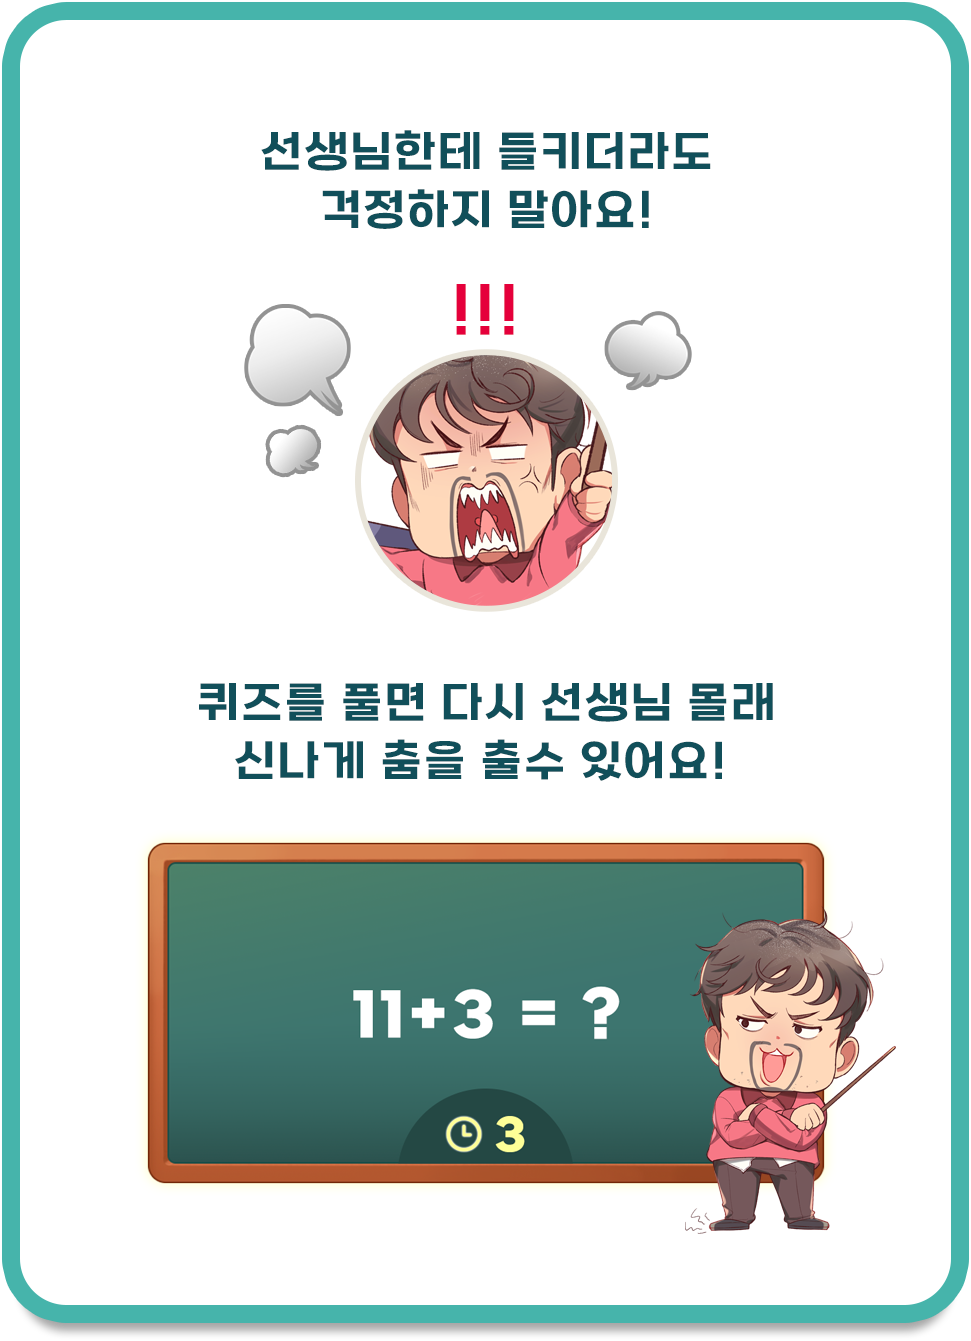 선생님한테 들키더라도
걱정하지 말아요!
!!!
퀴즈를 풀면 다시 선생님 몰래
신나게 춤을 출수 있어요!
11+3 = ?
3